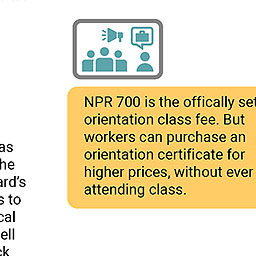 NPR 700 is the offically set
orientation class fee. But
workers can purchase an
orientation certificate for
higher prices, without ever
attending class.
as
he
ard's
s to
cal
ell
ck